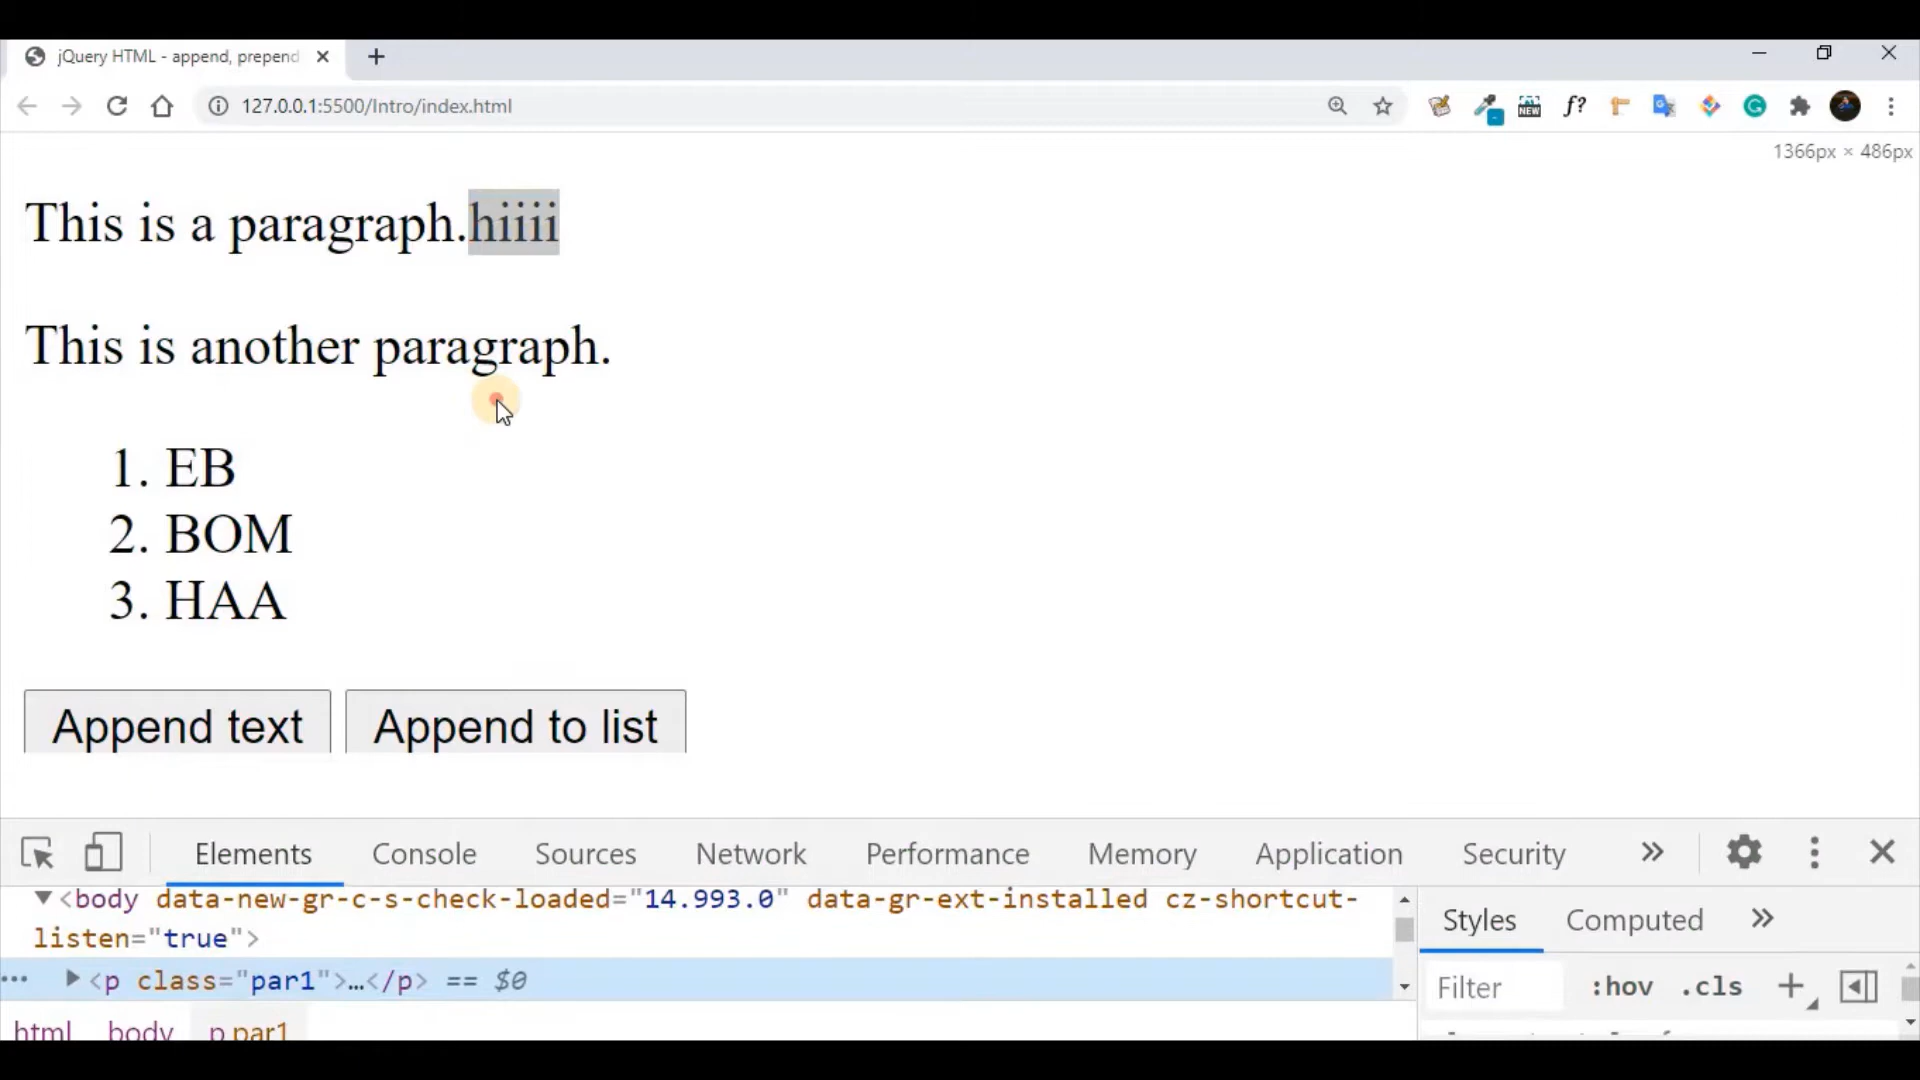 jQuery HTML - append, prepend
127.0.0.1:5500/Intro/index.html
NEW
f?
1366px × 486px
This is a paragraph.hiiii
This is another paragraph.
1. EB
2. BOM
3. HAA
Append text Append to list
Elements Console Sources Network Performance Memory Application Security
<body data-new-gr-c-s-check-loaded="14.993.0" data-gr-ext-installed cz-shortcut-
listen="true">
Styles Computed
<p class="par1">…</p> == $0
Filter :hov .cls
html body p.par1